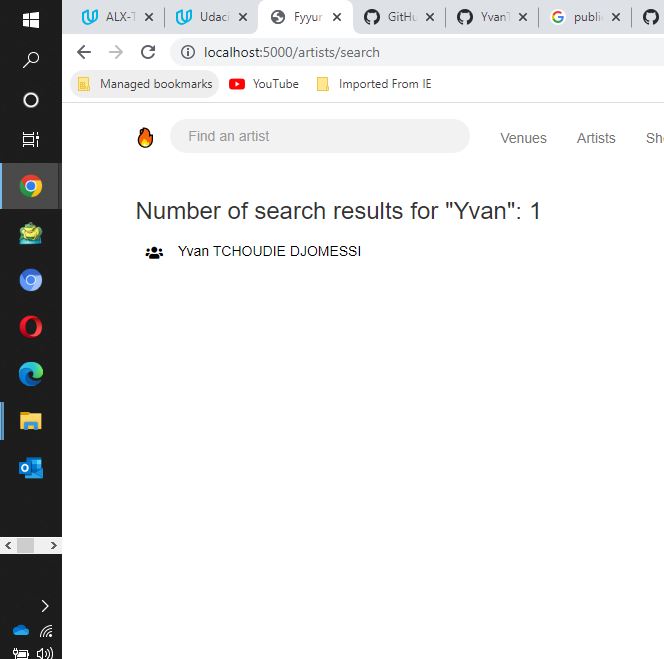 ALX-T
Udaci
Fyyur
GitHu
YvanT
public
localhost:5000/artists/search
Managed bookmarks
YouTube
Imported From IE
Find an artist
Venues
Artists
Sh
Number of search results for "Yvan": 1
Yvan TCHOUDIE DJOMESSI